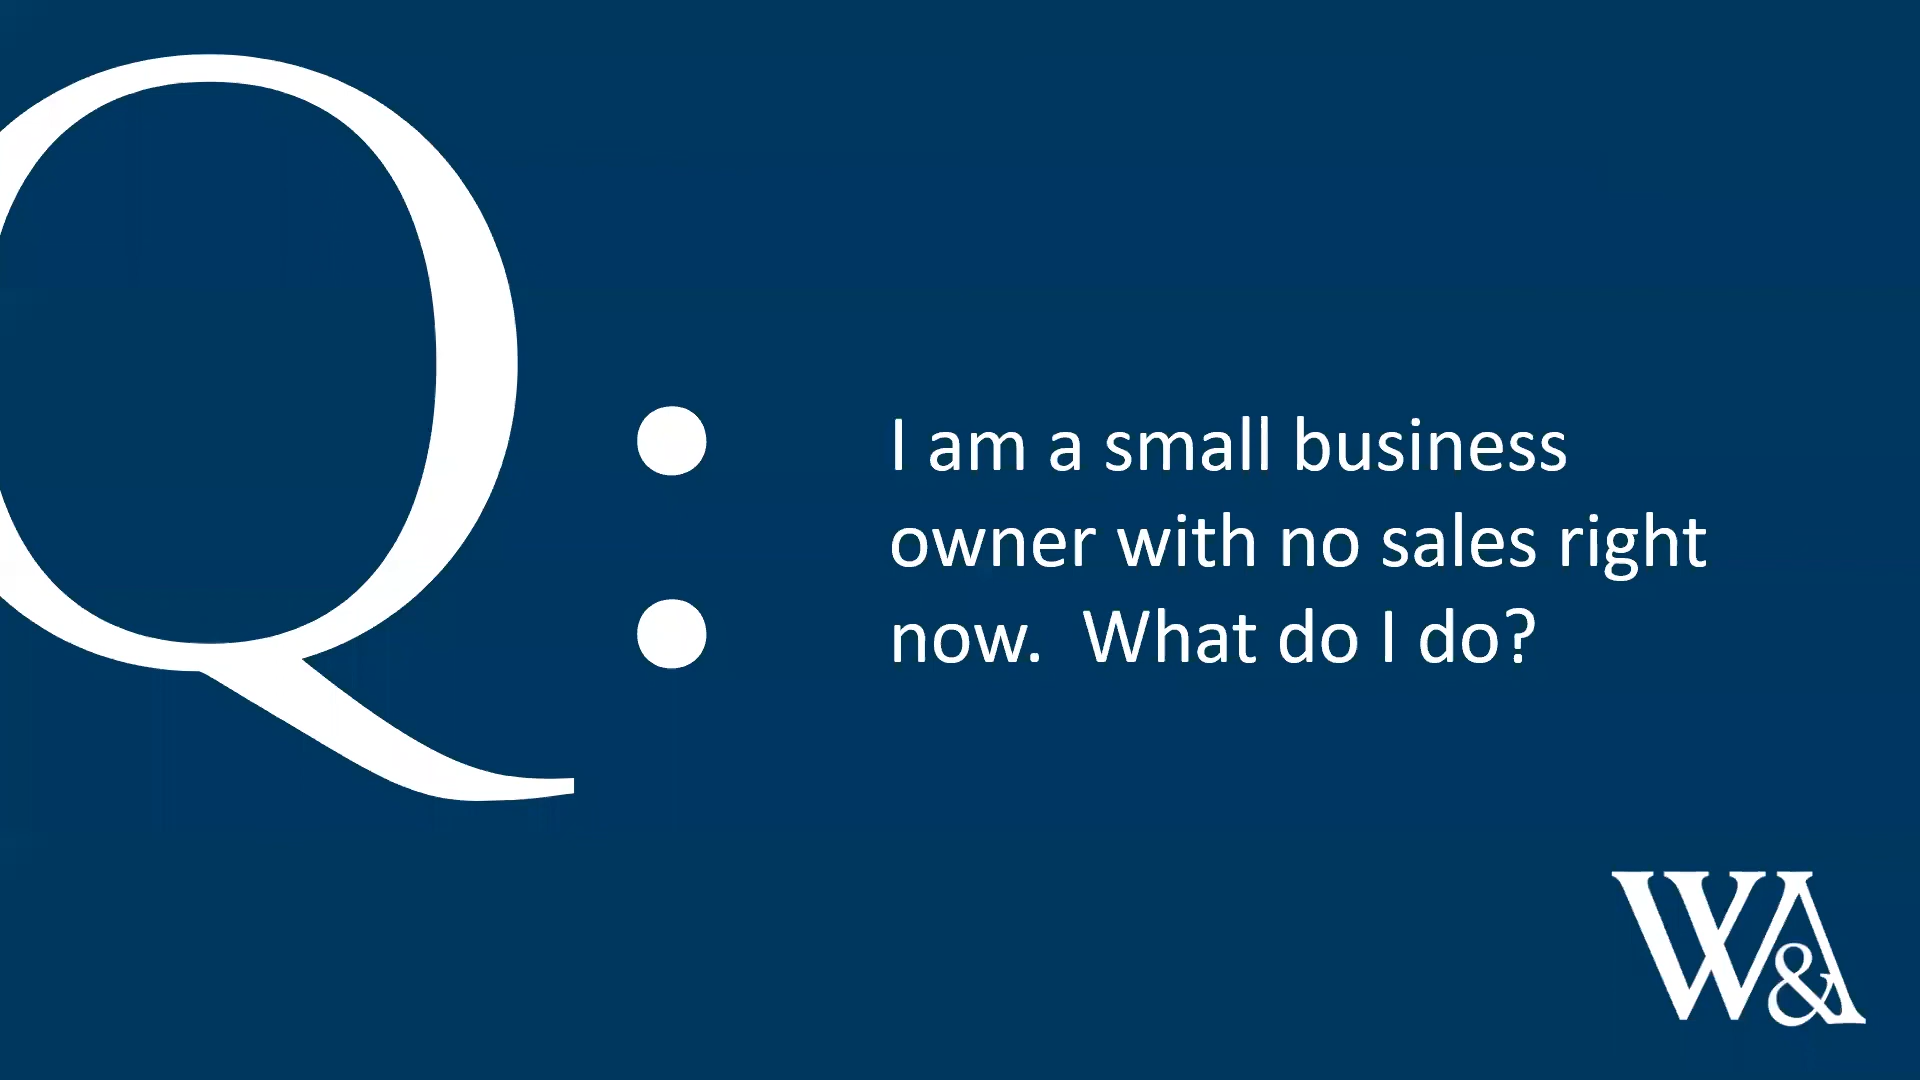 Q:
I am a small business
owner with no sales right
now.  What do I do?
W&A